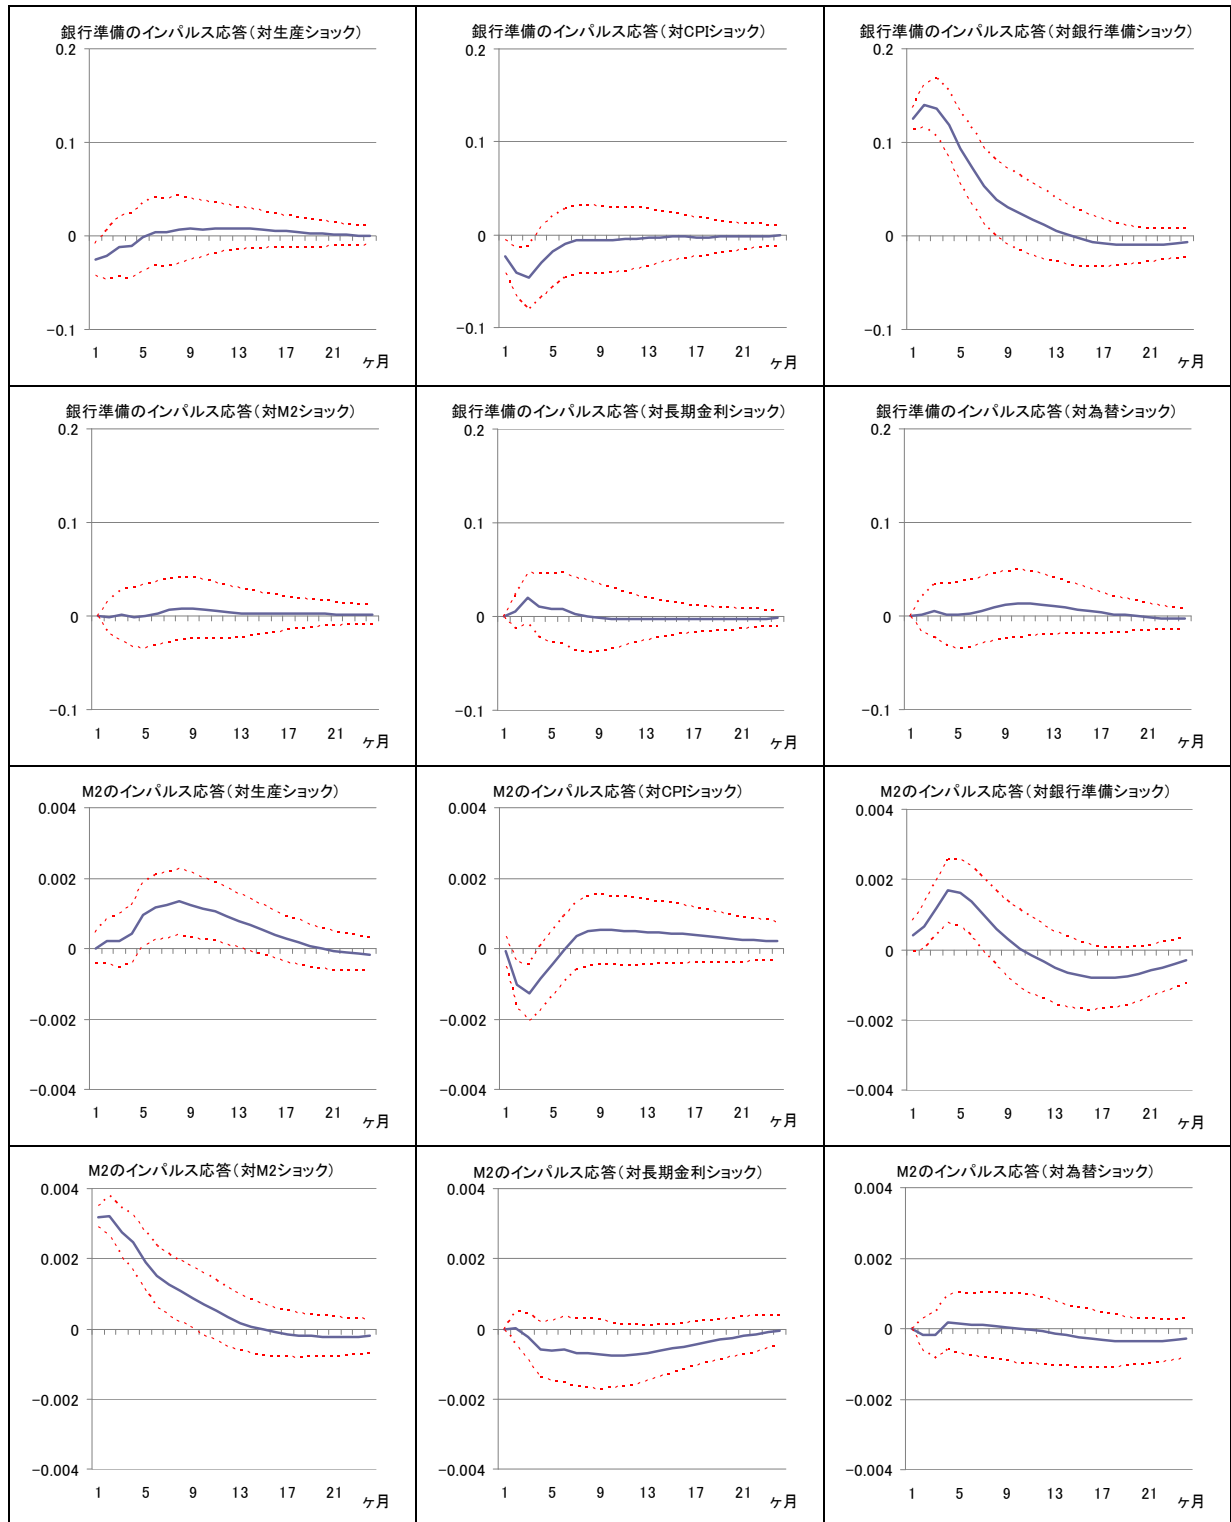 銀行準備のインパルス応答（対生産ショック）
0.2
0.1
0
−0.1
1 5 9 13 17 21
ヶ月
銀行準備のインパルス応答（対CPIショック）
0.2
0.1
0
−0.1
1 5 9 13 17 21
ヶ月
銀行準備のインパルス応答（対銀行準備ショック）
0.2
0.1
0
−0.1
1 5 9 13 17 21
ヶ月
銀行準備のインパルス応答（対M2ショック）
0.2
0.1
0
−0.1
1 5 9 13 17 21
ヶ月
銀行準備のインパルス応答（対長期金利ショック）
0.2
0.1
0
−0.1
1 5 9 13 17 21
ヶ月
銀行準備のインパルス応答（対為替ショック）
0.2
0.1
0
−0.1
1 5 9 13 17 21
ヶ月
M2のインパルス応答（対生産ショック）
0.004
0.002
0
−0.002
−0.004
1 5 9 13 17 21
ヶ月
M2のインパルス応答（対CPIショック）
0.004
0.002
0
−0.002
−0.004
1 5 9 13 17 21
ヶ月
M2のインパルス応答（対銀行準備ショック）
0.004
0.002
0
−0.002
−0.004
1 5 9 13 17 21
ヶ月
M2のインパルス応答（対M2ショック）
0.004
0.002
0
−0.002
−0.004
1 5 9 13 17 21
ヶ月
M2のインパルス応答（対長期金利ショック）
0.004
0.002
0
−0.002
−0.004
1 5 9 13 17 21
ヶ月
M2のインパルス応答（対為替ショック）
0.004
0.002
0
−0.002
−0.004
1 5 9 13 17 21
ヶ月